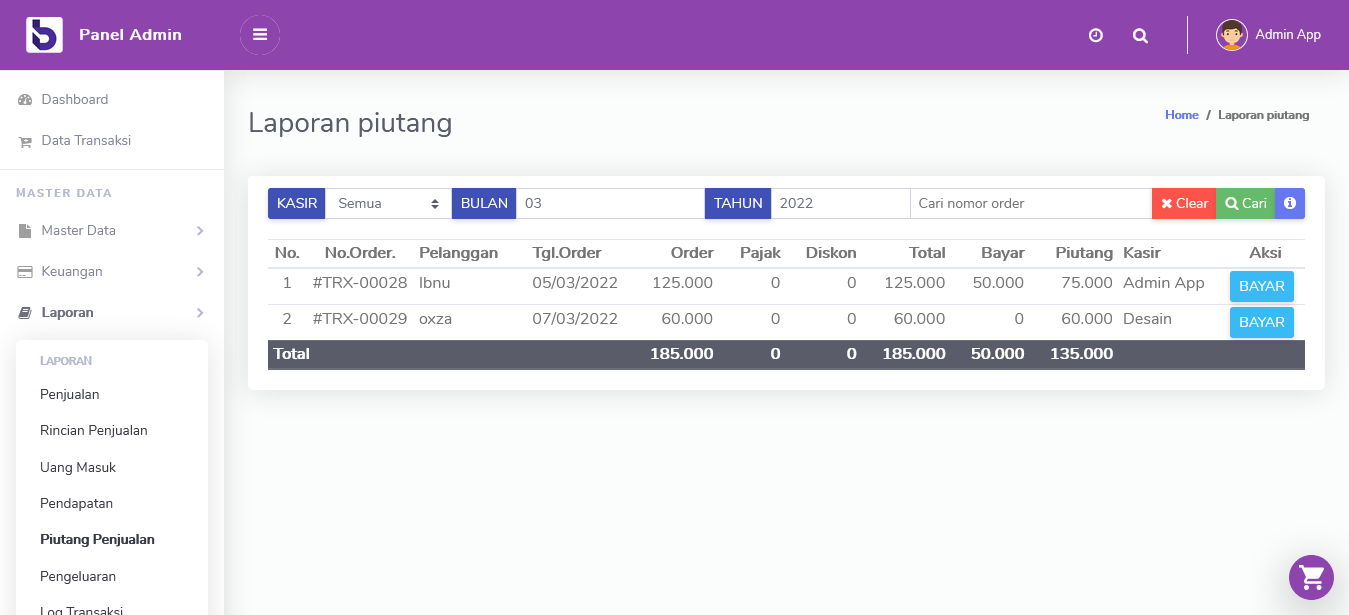 Panel Admin
Admin App
Dashboard
Data Transaksi
MASTER DATA
Master Data
Keuangan
Laporan
LAPORAN
Penjualan
Rincian Penjualan
Uang Masuk
Pendapatan
Piutang Penjualan
Pengeluaran
Log Transaksi
Laporan piutang
Home / Laporan piutang
KASIR Semua BULAN 03 TAHUN 2022 Cari nomor order Clear Cari
No. No.Order. Pelanggan Tgl.Order Order Pajak Diskon Total Bayar Piutang Kasir Aksi
1 #TRX-00028 Ibnu 05/03/2022 125.000 0 0 125.000 50.000 75.000 Admin App BAYAR
2 #TRX-00029 oxza 07/03/2022 60.000 0 0 60.000 0 60.000 Desain BAYAR
Total 185.000 0 0 185.000 50.000 135.000